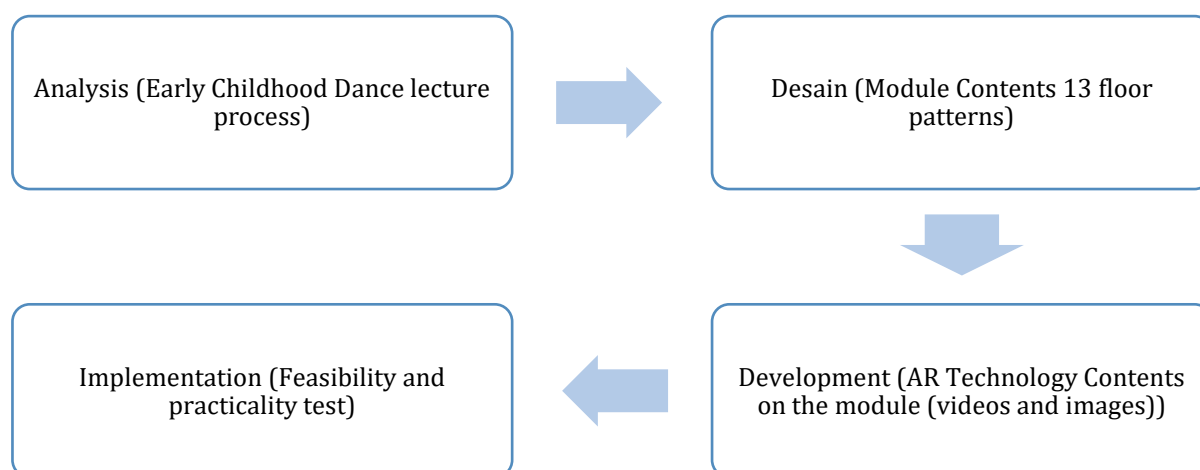 Analysis (Early Childhood Dance lecture
process)
Desain (Module Contents 13 floor
patterns)
Development (AR Technology Contents
on the module (videos and images))
Implementation (Feasibility and
practicality test)